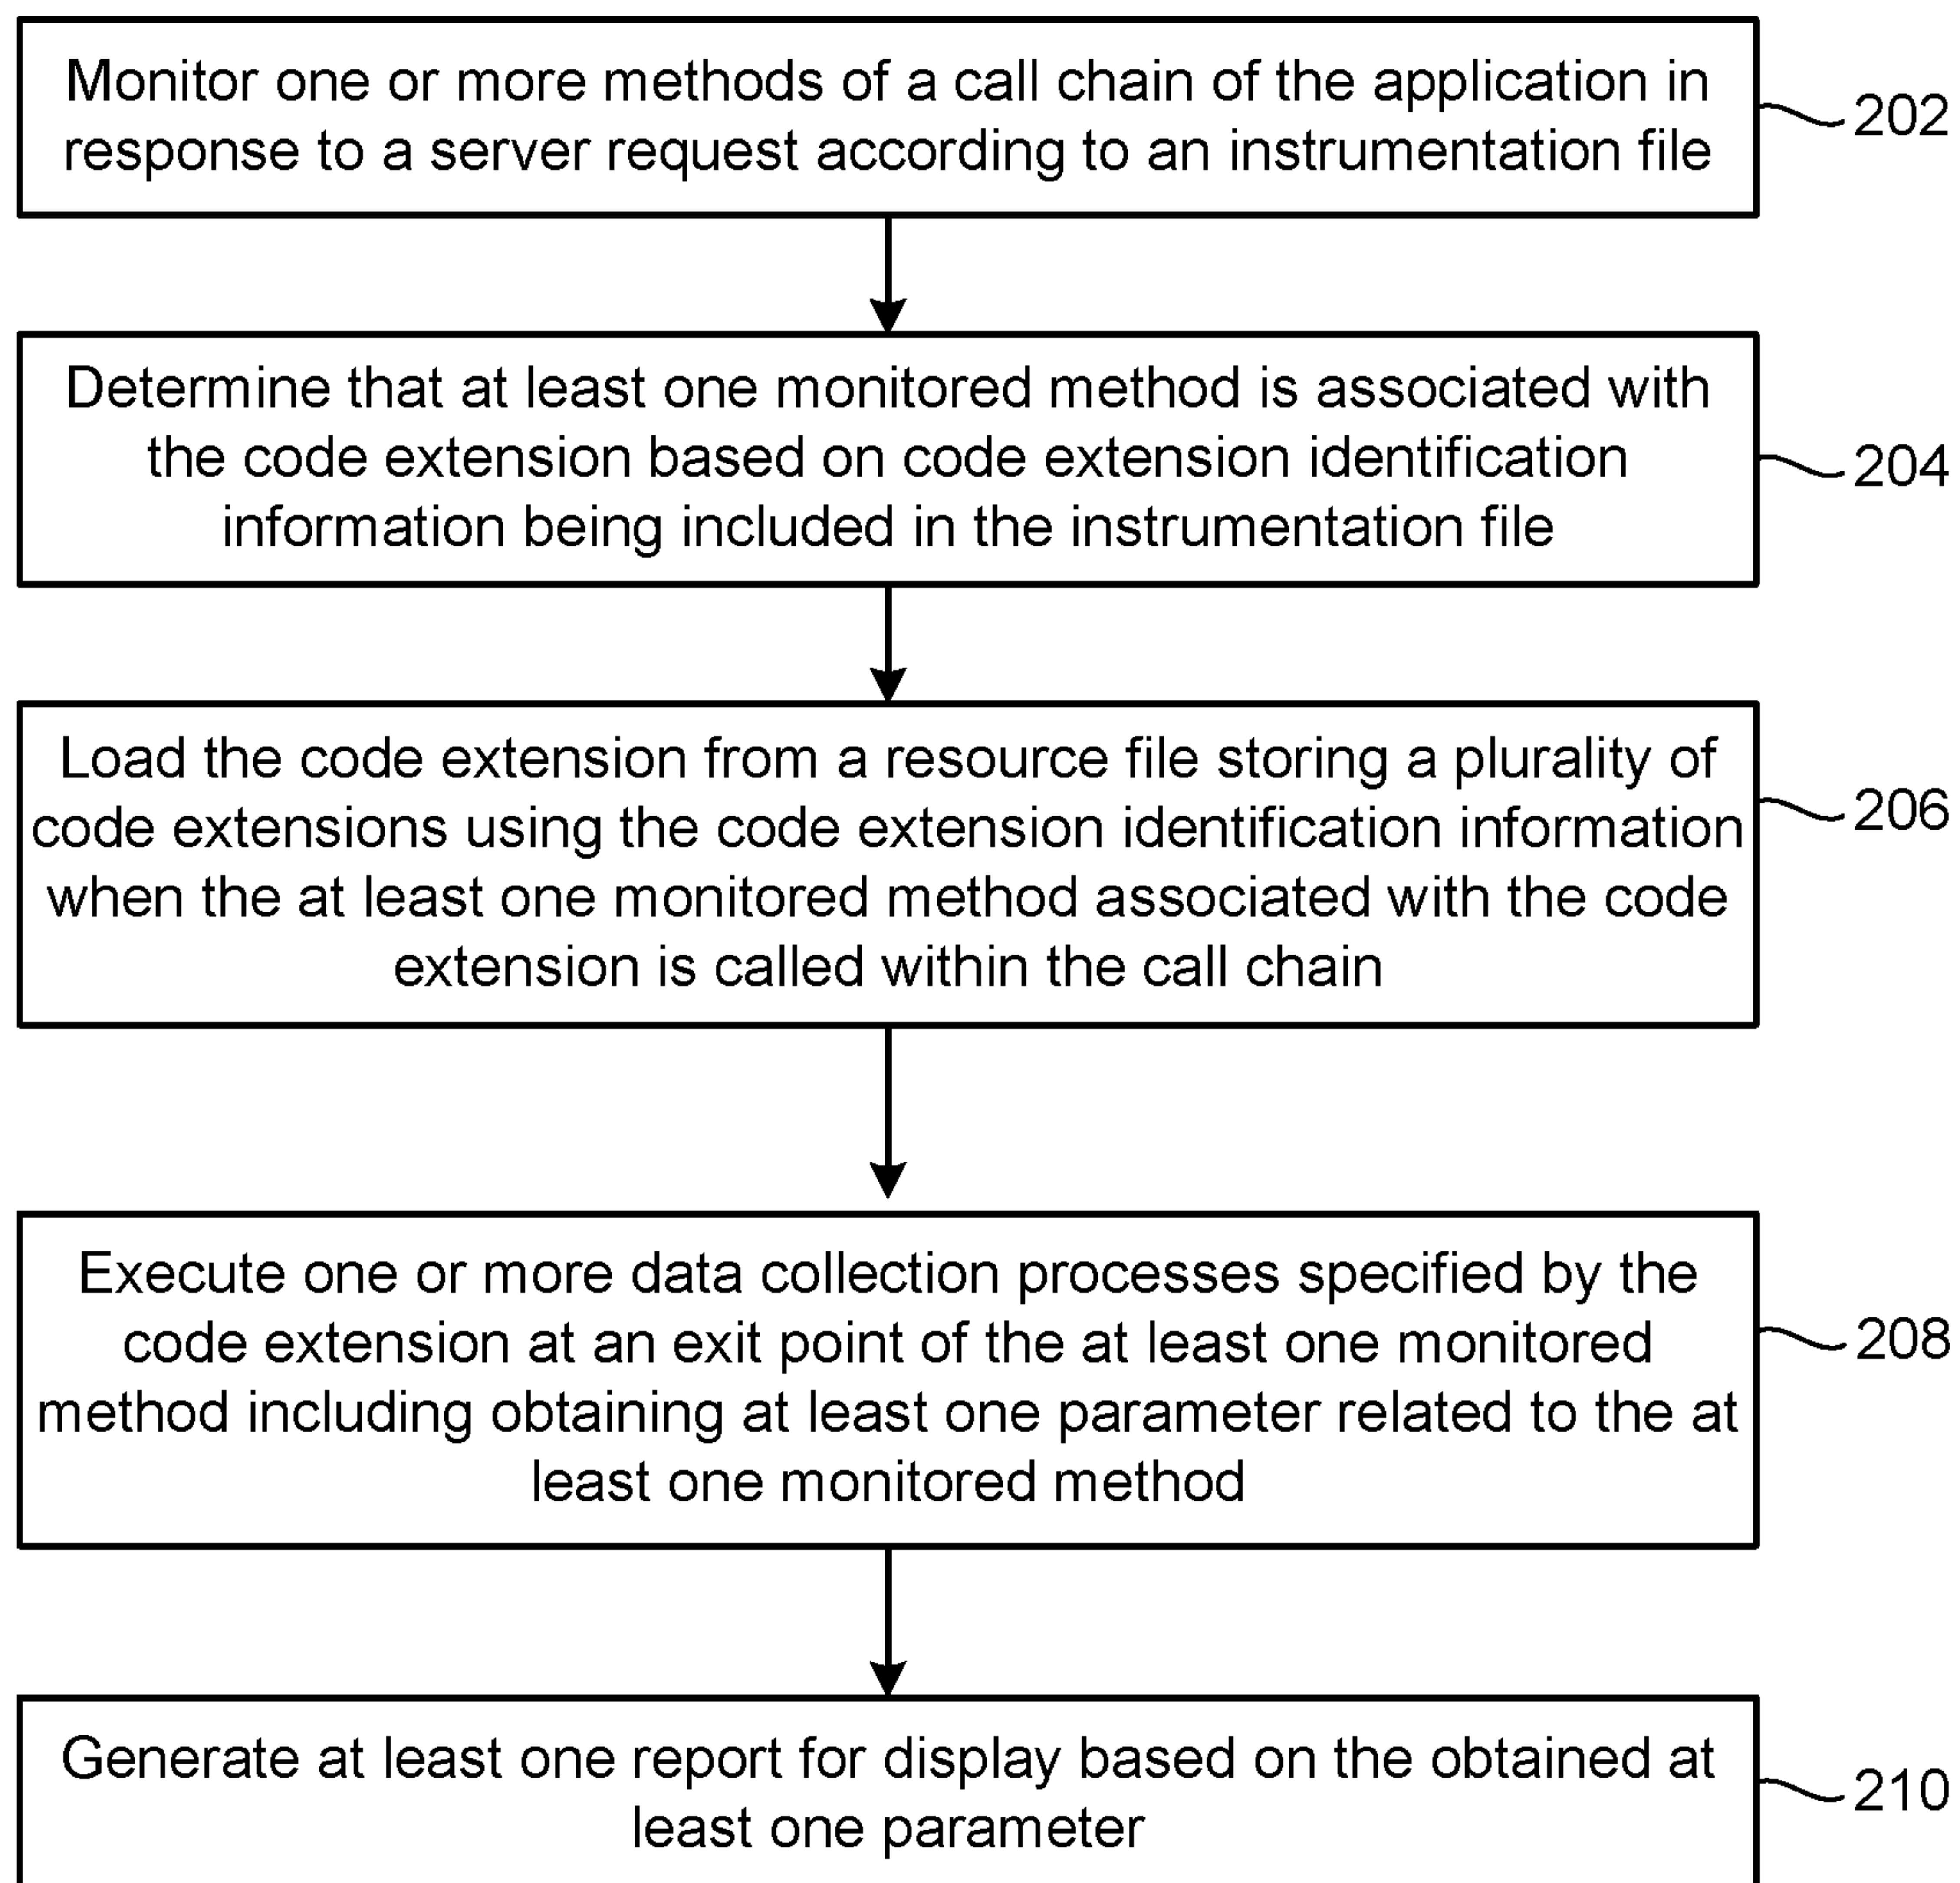 Monitor one or more methods of a call chain of the application in
response to a server request according to an instrumentation file
202
Determine that at least one monitored method is associated with
the code extension based on code extension identification
information being included in the instrumentation file
204
Load the code extension from a resource file storing a plurality of
code extensions using the code extension identification information
when the at least one monitored method associated with the code
extension is called within the call chain
206
Execute one or more data collection processes specified by the
code extension at an exit point of the at least one monitored
method including obtaining at least one parameter related to the at
least one monitored method
208
Generate at least one report for display based on the obtained at
least one parameter
210